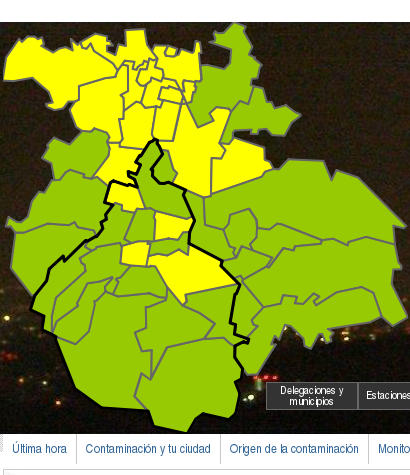 Delegaciones y
municipios
Estaciones
Última hora
Contaminación y tu ciudad
Origen de la contaminación
Monito